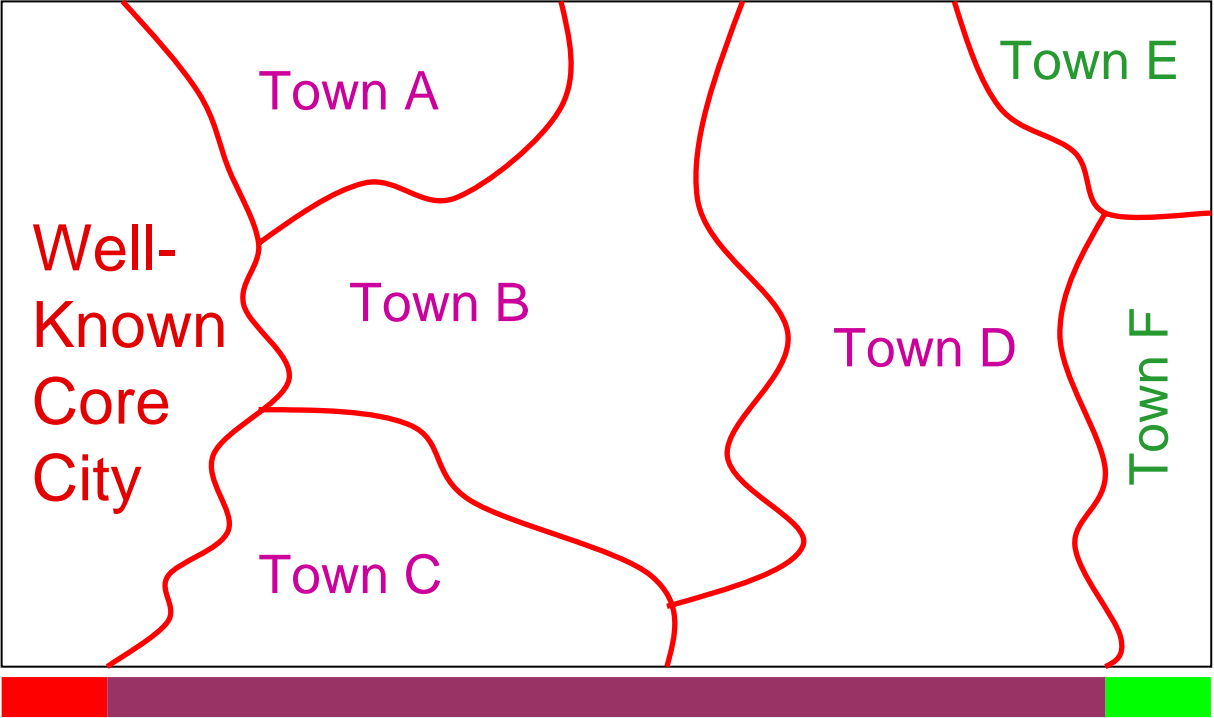 Town E
Town A
Well-
Known
Core
City
Town B
Town D
Town F
Town C